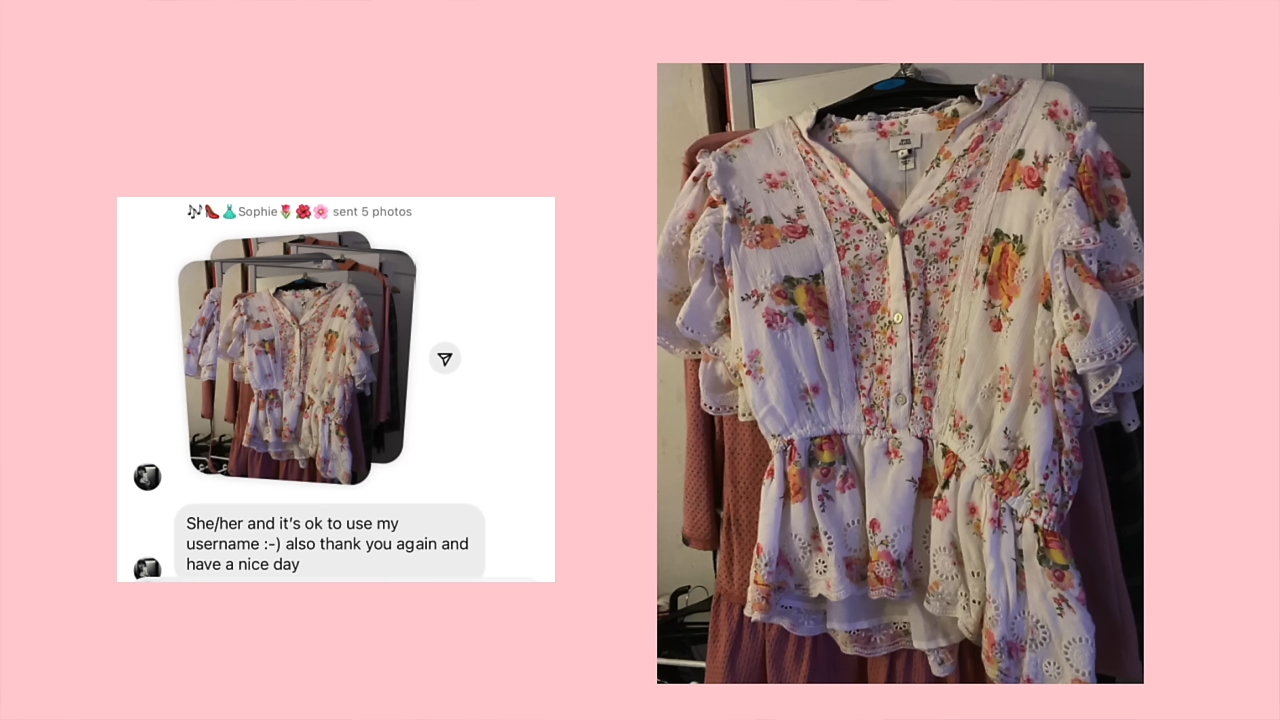 🎶👠👗Sophie🌷🌺🌸 sent 5 photos
She/her and it's ok to use my
username :-) also thank you again and
have a nice day